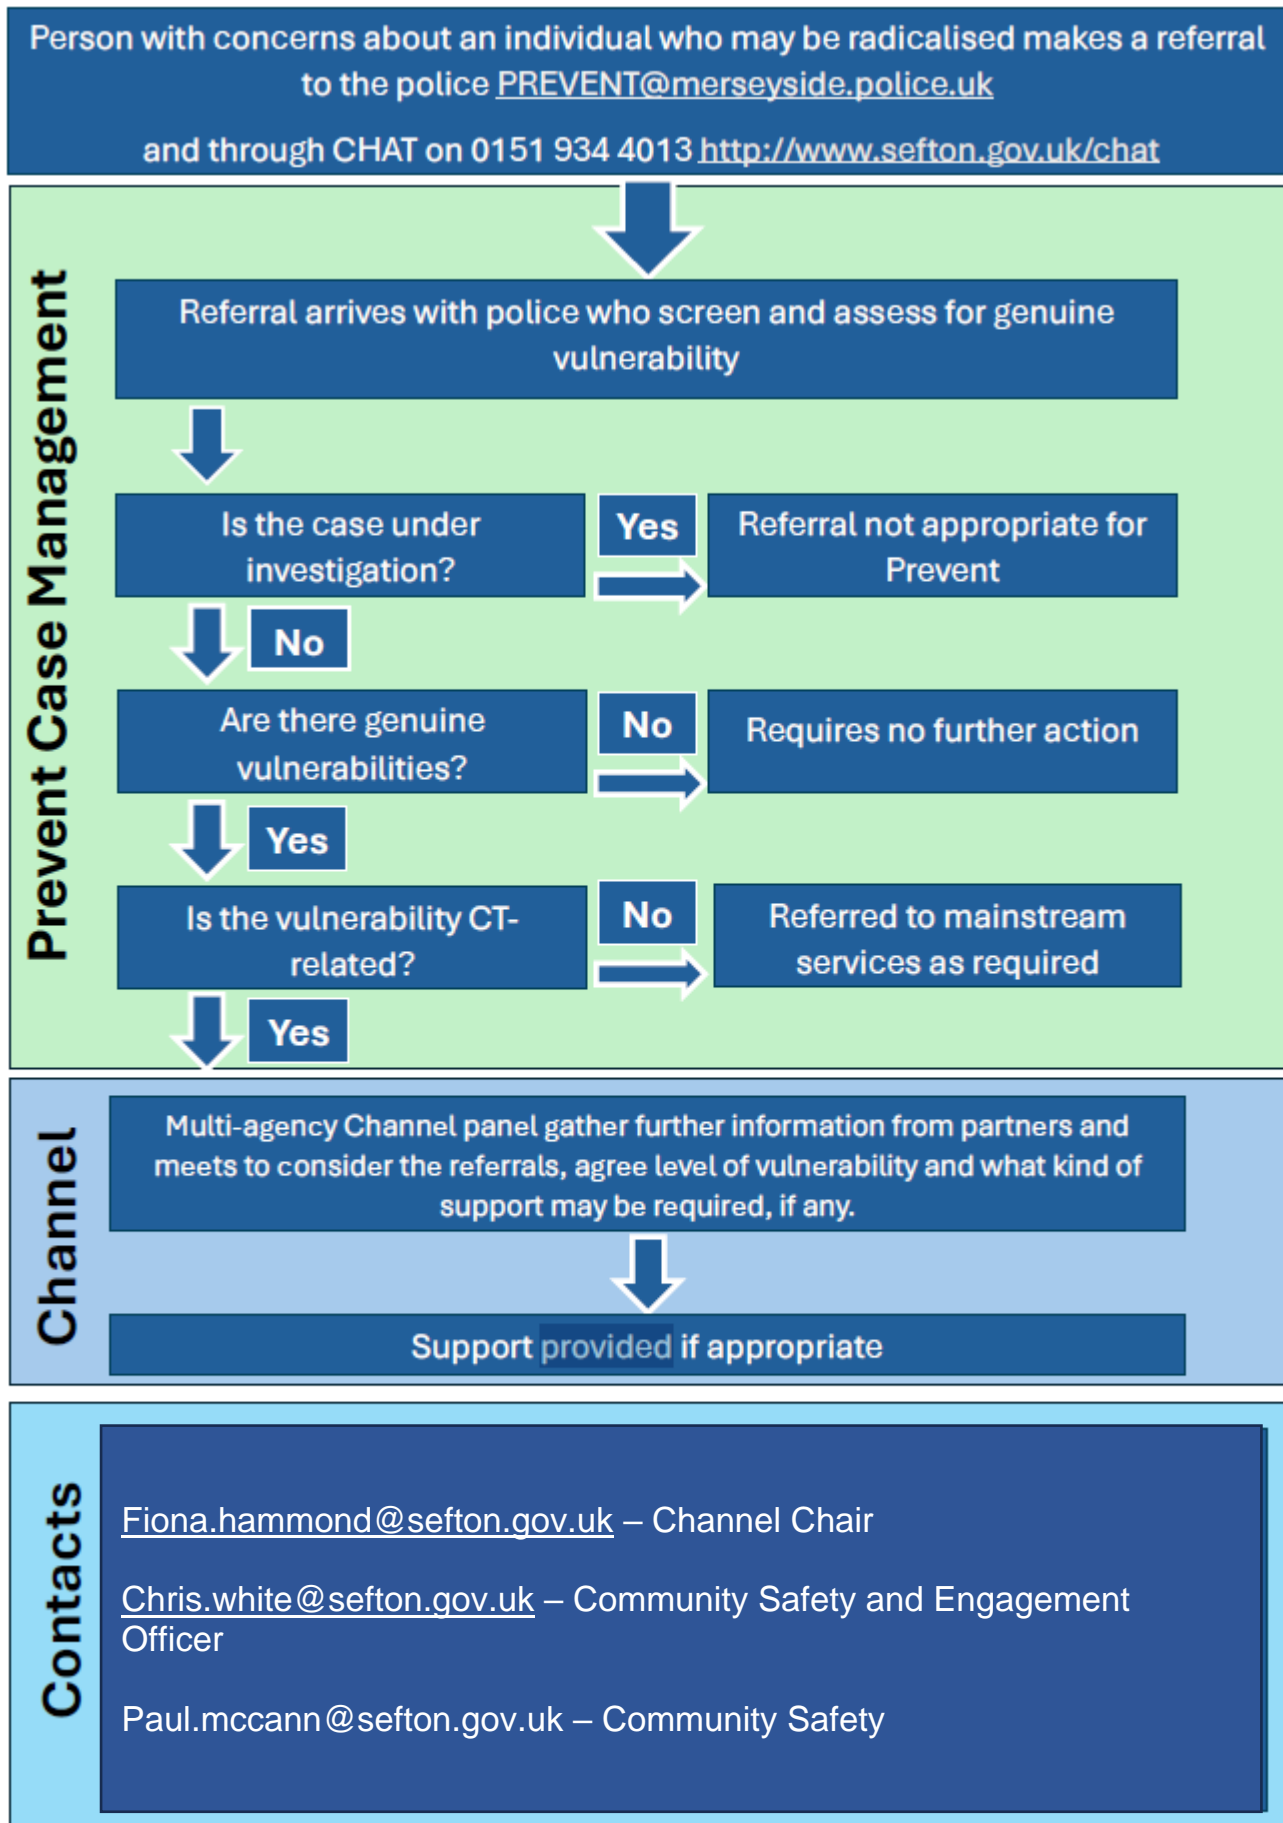 Person with concerns about an individual who may be radicalised makes a referral
to the police PREVENT@merseyside.police.uk
and through CHAT on 0151 934 4013 http://www.sefton.gov.uk/chat
Prevent Case Management
Referral arrives with police who screen and assess for genuine
vulnerability
Is the case under
investigation?
Yes
Referral not appropriate for
Prevent
No
Are there genuine
vulnerabilities?
No
Requires no further action
Yes
Is the vulnerability CT-
related?
No
Referred to mainstream
services as required
Yes
Channel
Multi-agency Channel panel gather further information from partners and
meets to consider the referrals, agree level of vulnerability and what kind of
support may be required, if any.
Support provided if appropriate
Contacts
Fiona.hammond@sefton.gov.uk – Channel Chair
Chris.white@sefton.gov.uk – Community Safety and Engagement
Officer
Paul.mccann@sefton.gov.uk – Community Safety